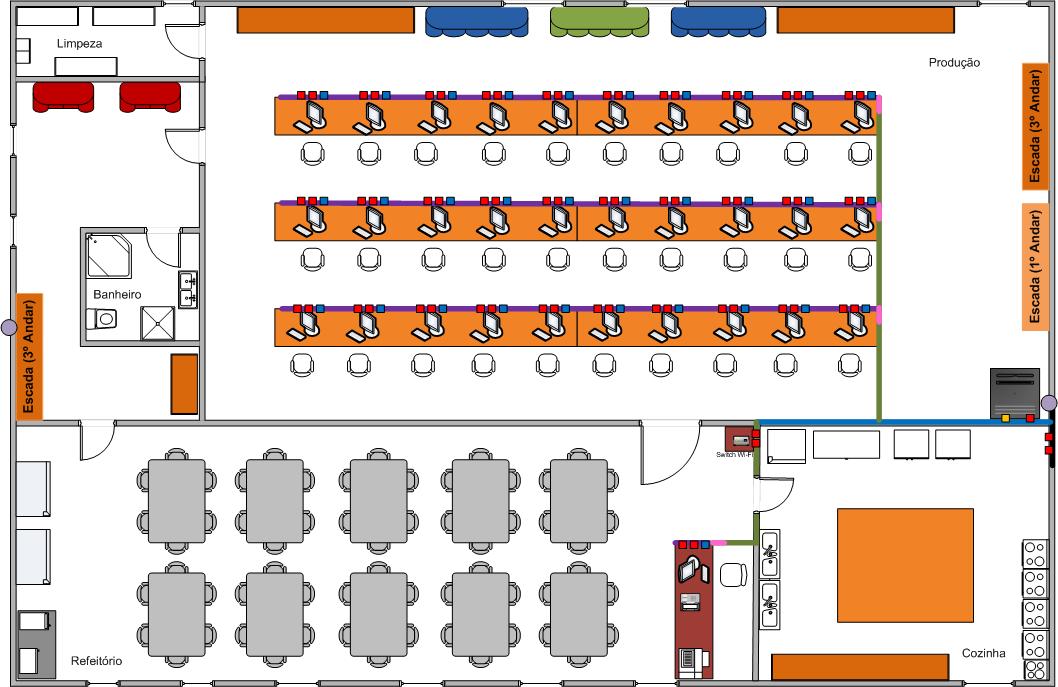 Limpeza
Produção
Escada (3º Andar)
Escada (1º Andar)
Banheiro
Escada (3º Andar)
Switch Wi-Fi
Refeitório
Cozinha